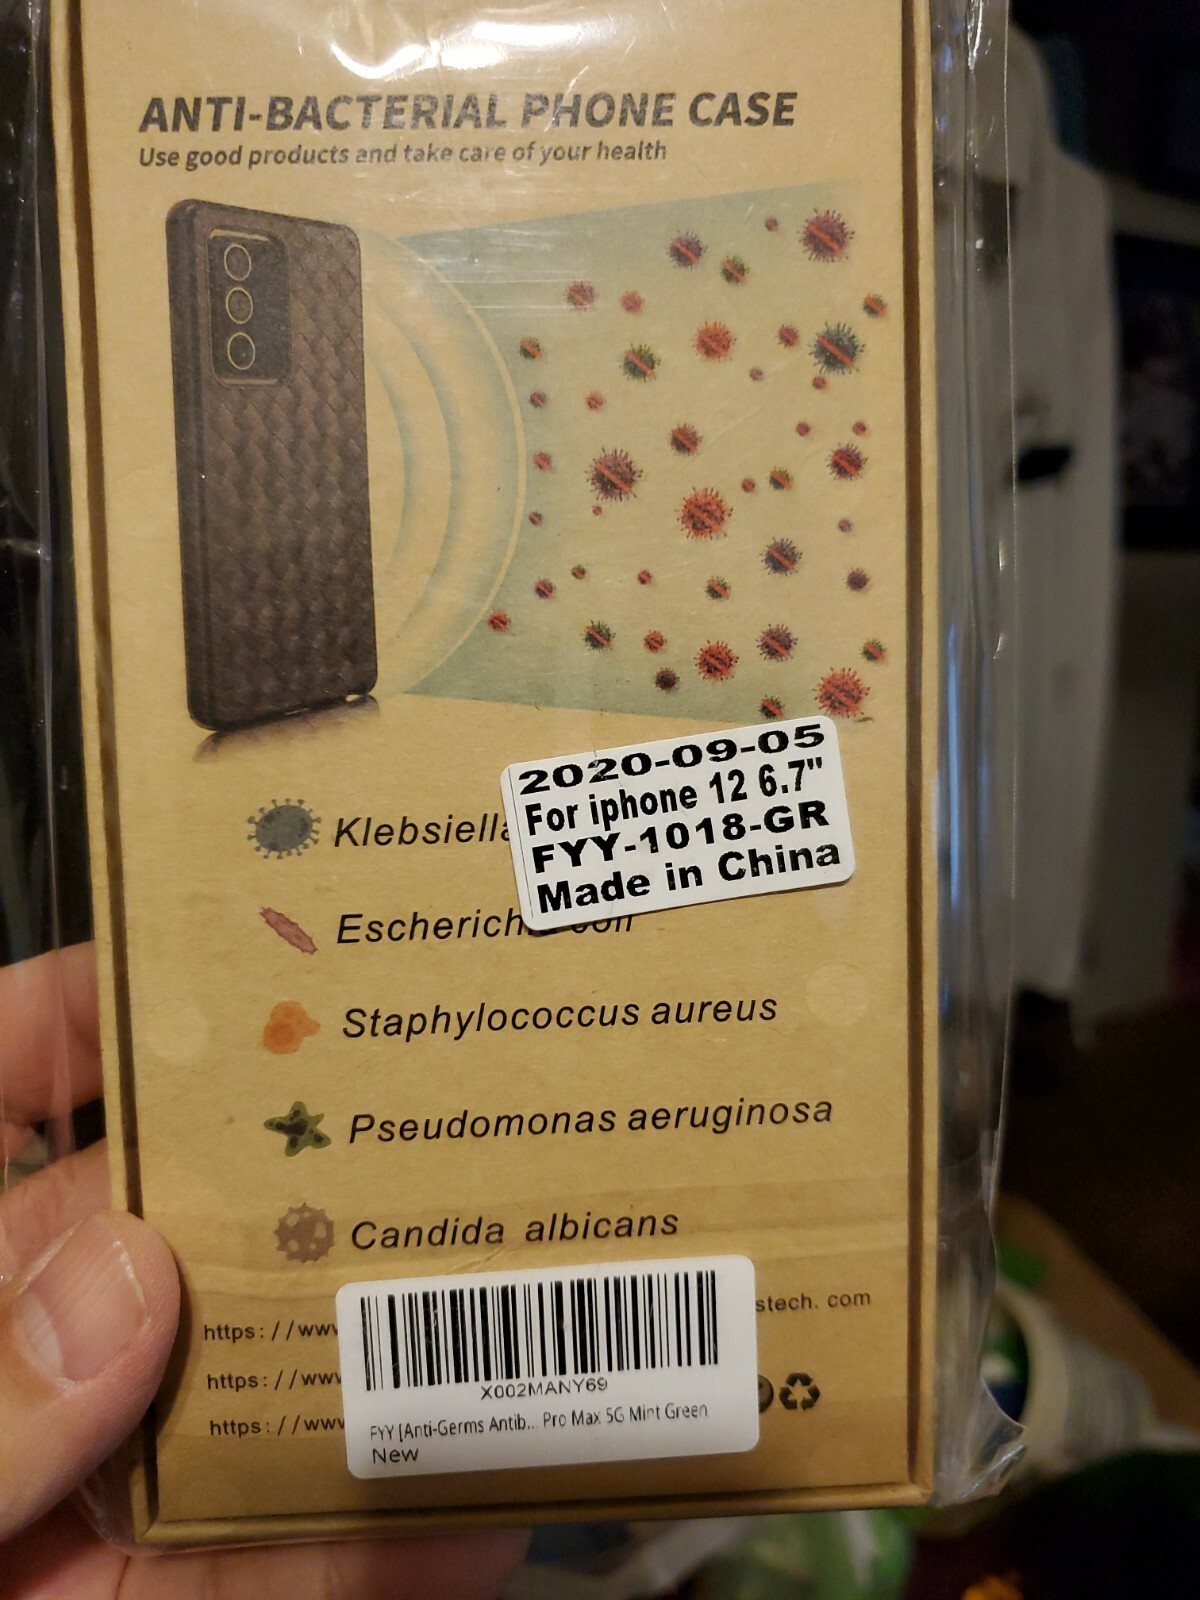 ANTI-BACTERIAL PHONE CASE
Use good products and take care of your health
2020-09-05
For iphone 12 6.7"
FYY-1018-GR
Made in China
Klebsiella
Escherichia coli
Staphylococcus aureus
Pseudomonas aeruginosa
Candida albicans
https://www
stech. com
https://www
https://www
X002MANY69
FYY [Anti-Germs Antib... Pro Max 5G Mint Green
New